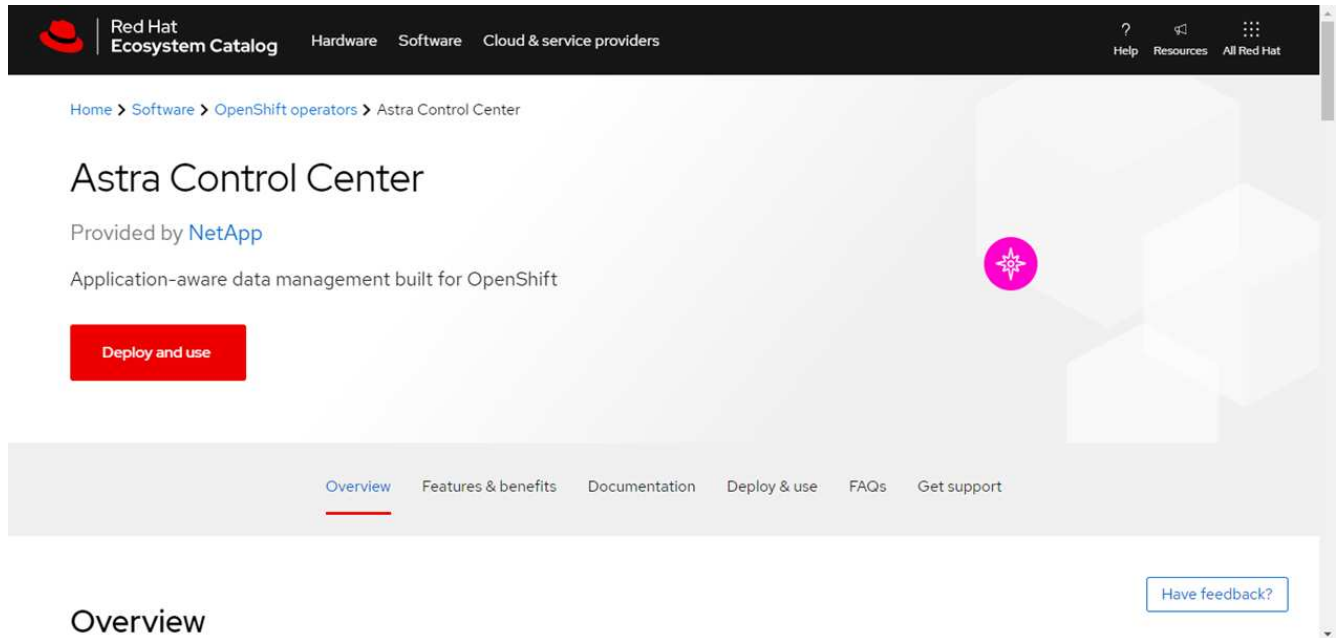 Red Hat
Ecosystem Catalog
Hardware Software Cloud & service providers
? Help Resources All Red Hat
Home > Software > OpenShift operators > Astra Control Center
Astra Control Center
Provided by NetApp
Application-aware data management built for OpenShift
Deploy and use
Overview Features & benefits Documentation Deploy & use FAQs Get support
Have feedback?
Overview